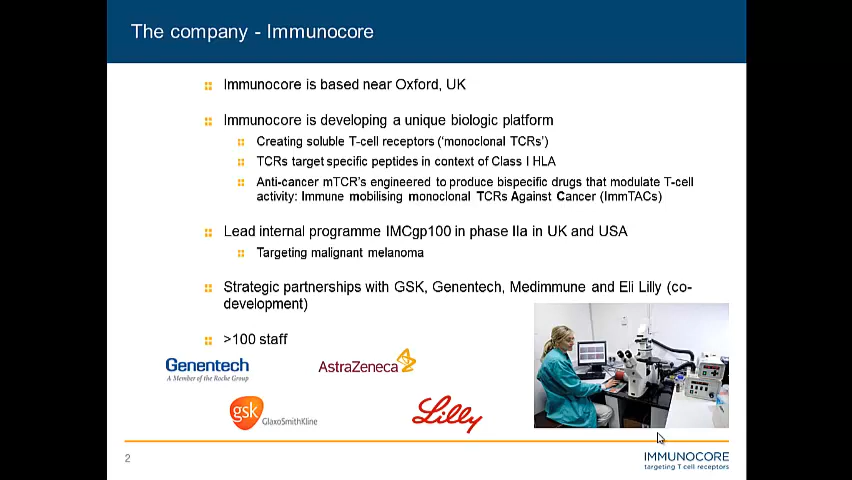 The company - Immunocore
Immunocore is based near Oxford, UK
Immunocore is developing a unique biologic platform
Creating soluble T-cell receptors (‘monoclonal TCRs’)
TCRs target specific peptides in context of Class I HLA
Anti-cancer mTCR’s engineered to produce bispecific drugs that modulate T-cell
activity: Immune mobilising monoclonal TCRs Against Cancer (ImmTACs)
Lead internal programme IMCgp100 in phase IIa in UK and USA
Targeting malignant melanoma
Strategic partnerships with GSK, Genentech, Medimmune and Eli Lilly (co-
development)
>100 staff
Genentech
A Member of the Roche Group
AstraZeneca
gsk
GlaxoSmithKline
Lilly
2
IMMUNOCORE
targeting T cell receptors